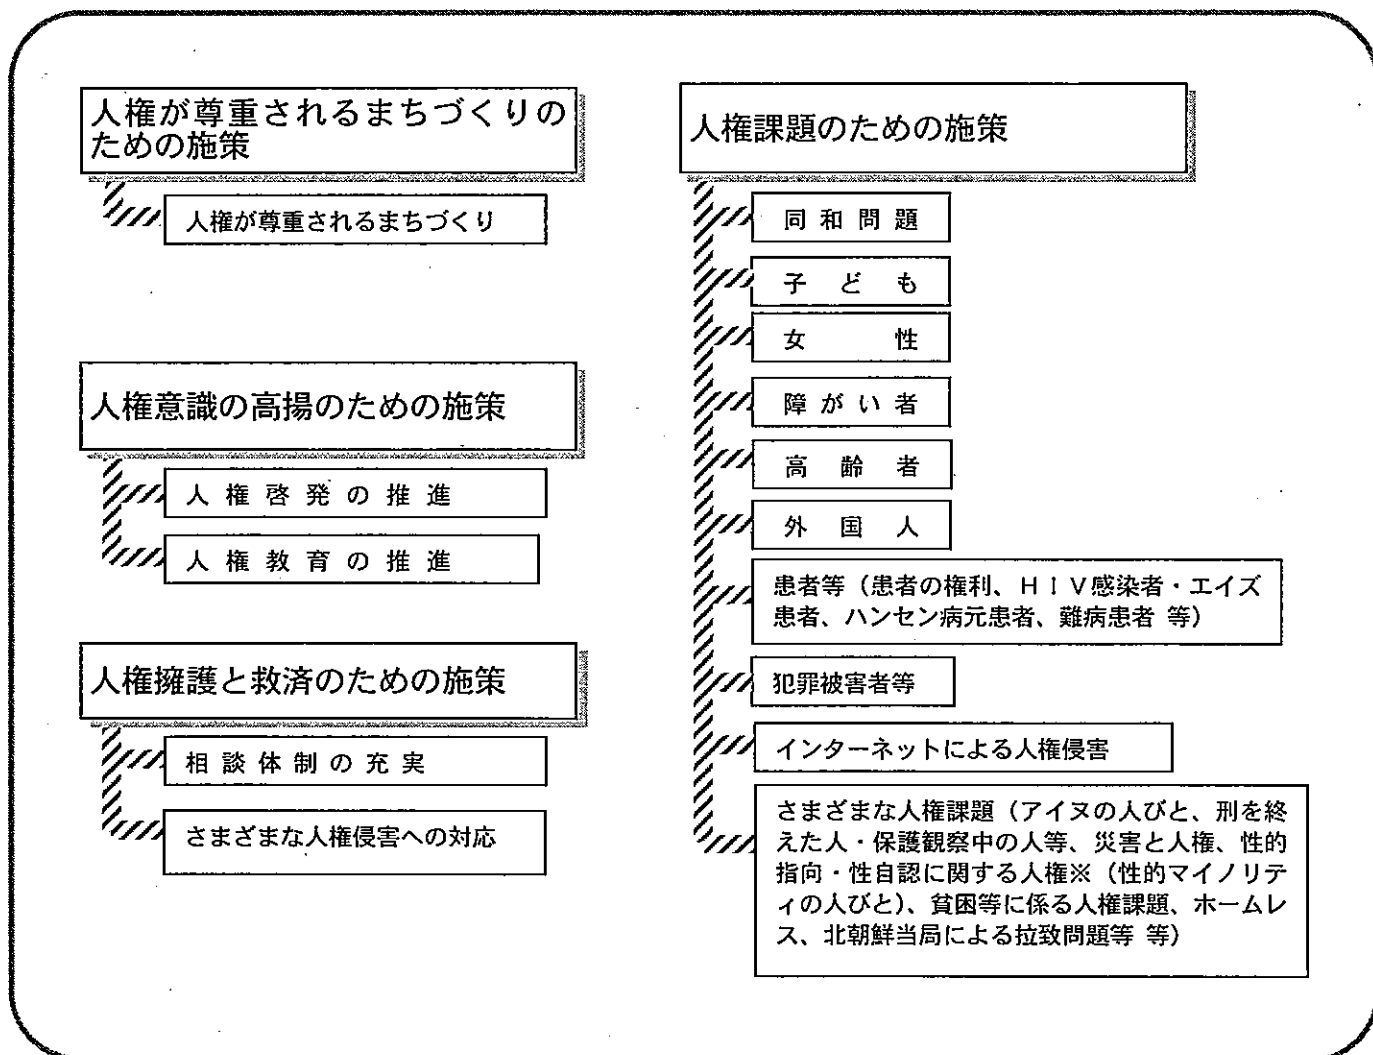 人権が尊重されるまちづくりの
ための施策
人権が尊重されるまちづくり
人権意識の高揚のための施策
人権啓発の推進
人権教育の推進
人権擁護と救済のための施策
相談体制の充実
さまざまな人権侵害への対応
人権課題のための施策
同和問題
子ども
女性
障がい者
高齢者
外国人
患者等（患者の権利、ＨＩＶ感染者・エイズ
患者、ハンセン病元患者、難病患者 等）
犯罪被害者等
インターネットによる人権侵害
さまざまな人権課題（アイヌの人びと、刑を終
えた人・保護観察中の人等、災害と人権、性的
指向・性自認に関する人権※（性的マイノリテ
ィの人びと）、貧困等に係る人権課題、ホームレ
ス、北朝鮮当局による拉致問題等 等）